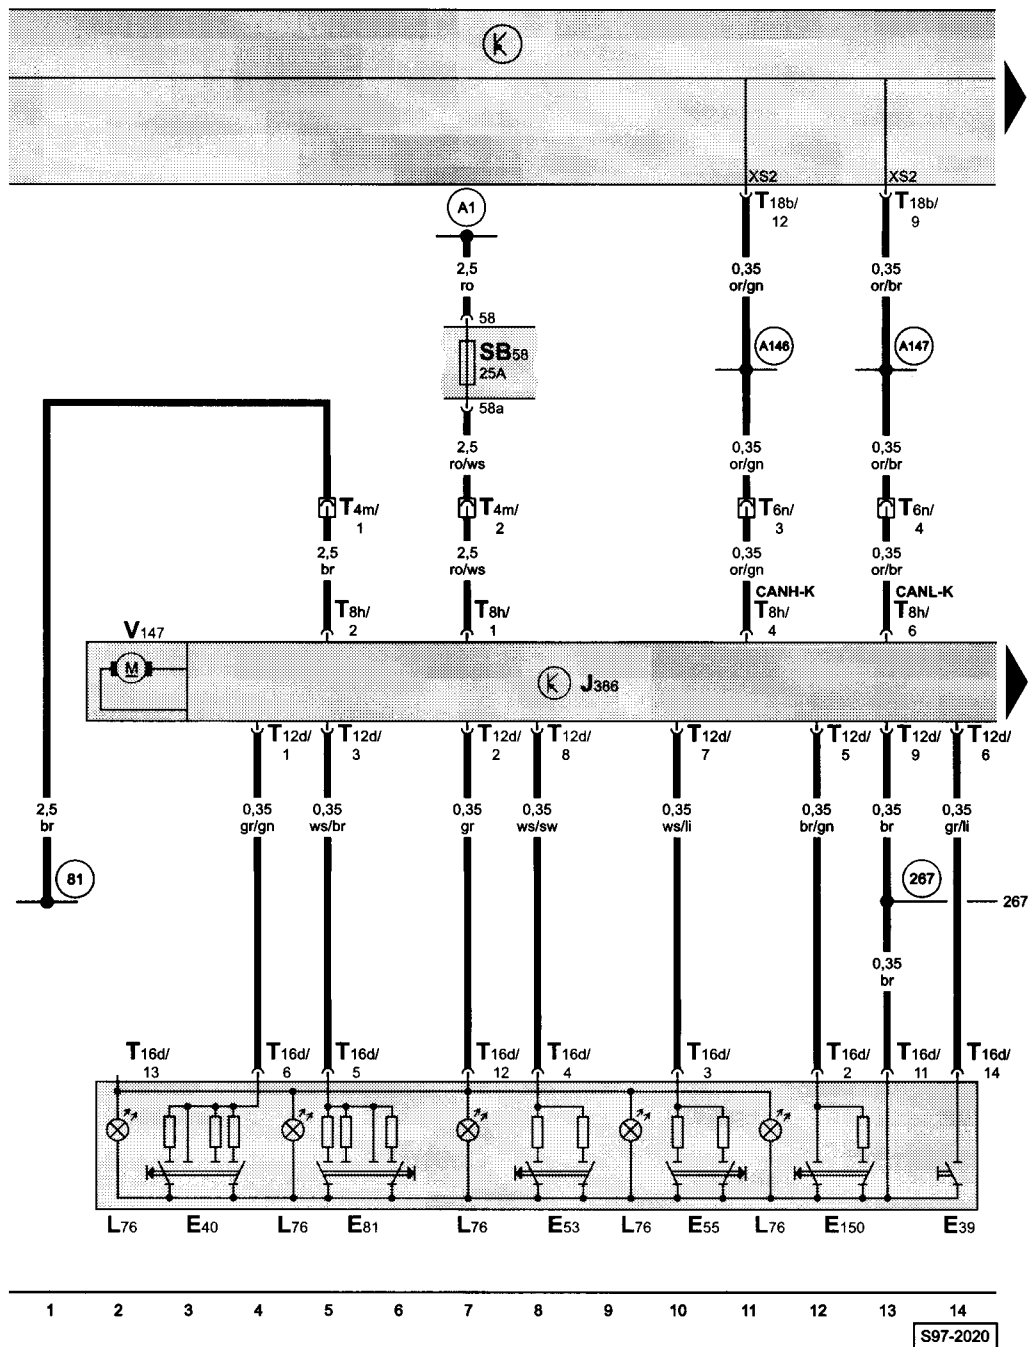 K
XS2 XS2
A1 T18b/ T18b/
12 9
2,5 0,35 0,35
ro or/gn or/br
58
SB58 A146 A147
25A
58a
2,5 0,35 0,35
ro/ws or/gn or/br
T4m/ T4m/ T6n/ T6n/
1 2 3 4
2,5 2,5 0,35 0,35
br ro/ws or/gn or/br
CANH-K CANL-K
T8h/ T8h/ T8h/ T8h/
2 1 4 6
V147
M K J386
T12d/ T12d/ T12d/ T12d/ T12d/ T12d/ T12d/ T12d/
1 3 2 8 7 5 9 6
2,5 0,35 0,35 0,35 0,35 0,35 0,35 0,35 0,35
br gr/gn ws/br gr ws/sw ws/li br/gn br gr/li
81 267
267
0,35
br
T16d/ T16d/ T16d/ T16d/ T16d/ T16d/ T16d/ T16d/ T16d/
13 6 5 12 4 3 2 11 14
L76 E40 L76 E81 L76 E53 L76 E55 L76 E150 E39
1 2 3 4 5 6 7 8 9 10 11 12 13 14
S97-2020